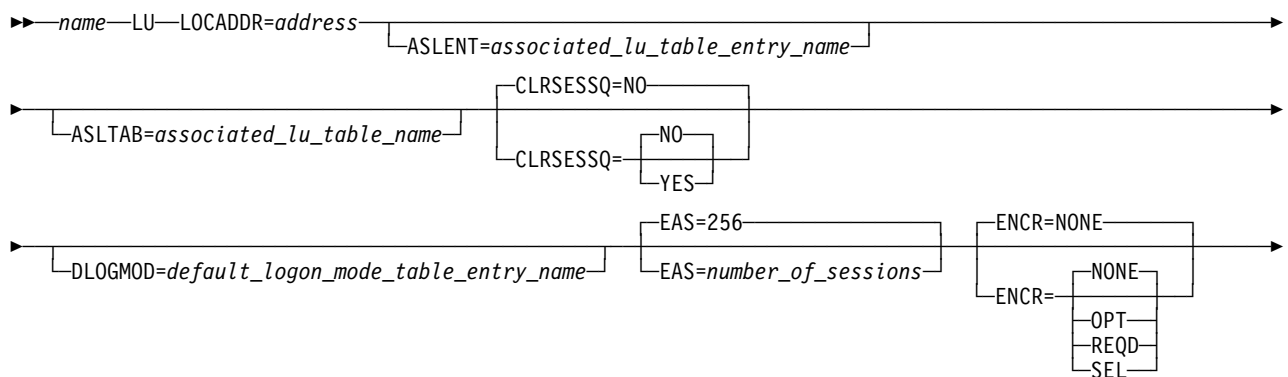 name LU LOCADDR=address
ASLENT=associated_lu_table_entry_name
CLRSESSQ=NO
ASLTAB=associated_lu_table_name
NO
CLRSESSQ=
YES
EAS=256
ENCR=NONE
DLOGMOD=default_logon_mode_table_entry_name
EAS=number_of_sessions
NONE
ENCR=
OPT
REQD
SEL